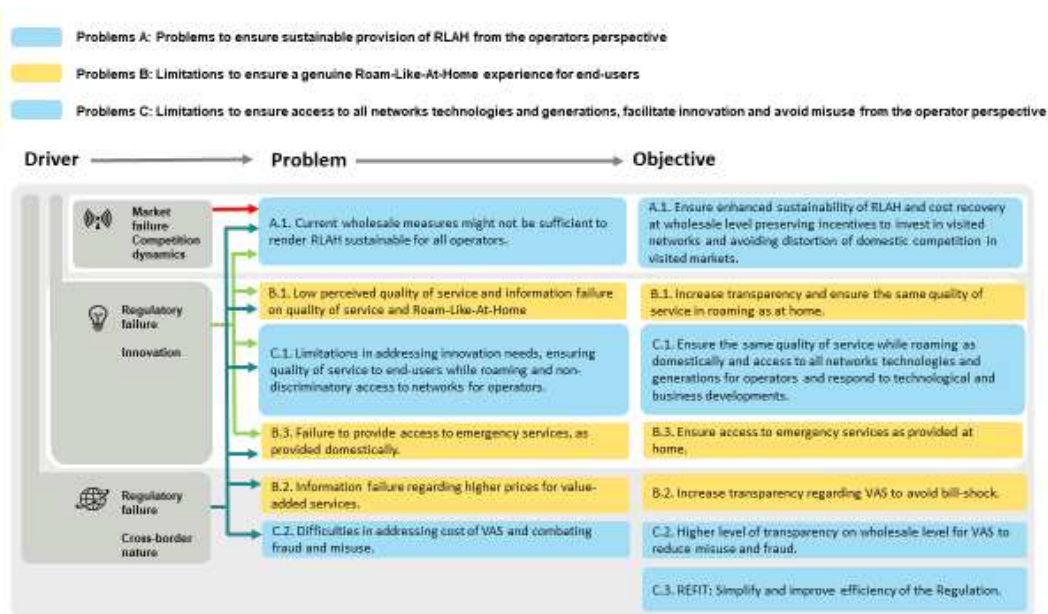 Problems A: Problems to ensure sustainable provision of RLAH from the operators perspective
Problems B: Limitations to ensure a genuine Roam-Like-At-Home experience for end-users
Problems C: Limitations to ensure access to all networks technologies and generations, facilitate innovation and avoid misuse from the operator perspective
Driver
Problem
Objective
Market
failure
Competition
dynamics
A.1. Current wholesale measures might not be sufficient to
render RLAH sustainable for all operators.
A.1. Ensure enhanced sustainability of RLAH and cost recovery
at wholesale level preserving incentives to invest in visited
networks and avoiding distortion of domestic competition in
visited markets.
Regulatory
failure
Innovation
B.1. Low perceived quality of service and information failure
on quality of service and Roam-Like-At-Home
B.1. Increase transparency and ensure the same quality of
service in roaming as at home.
C.1. Limitations in addressing innovation needs, ensuring
quality of service to end-users while roaming and non-
discriminatory access to networks for operators.
C.1. Ensure the same quality of service while roaming as
domestically and access to all networks technologies and
generations for operators and respond to technological and
business developments.
B.3. Failure to provide access to emergency services, as
provided domestically.
B.3. Ensure access to emergency services as provided at
home.
Regulatory
failure
Cross-border
nature
B.2. Information failure regarding higher prices for value-
added services.
B.2. Increase transparency regarding VAS to avoid bill-shock.
C.2. Difficulties in addressing cost of VAS and combating
fraud and misuse.
C.2. Higher level of transparency on wholesale level for VAS to
reduce misuse and fraud.
C.3. REFIT: Simplify and improve efficiency of the Regulation.